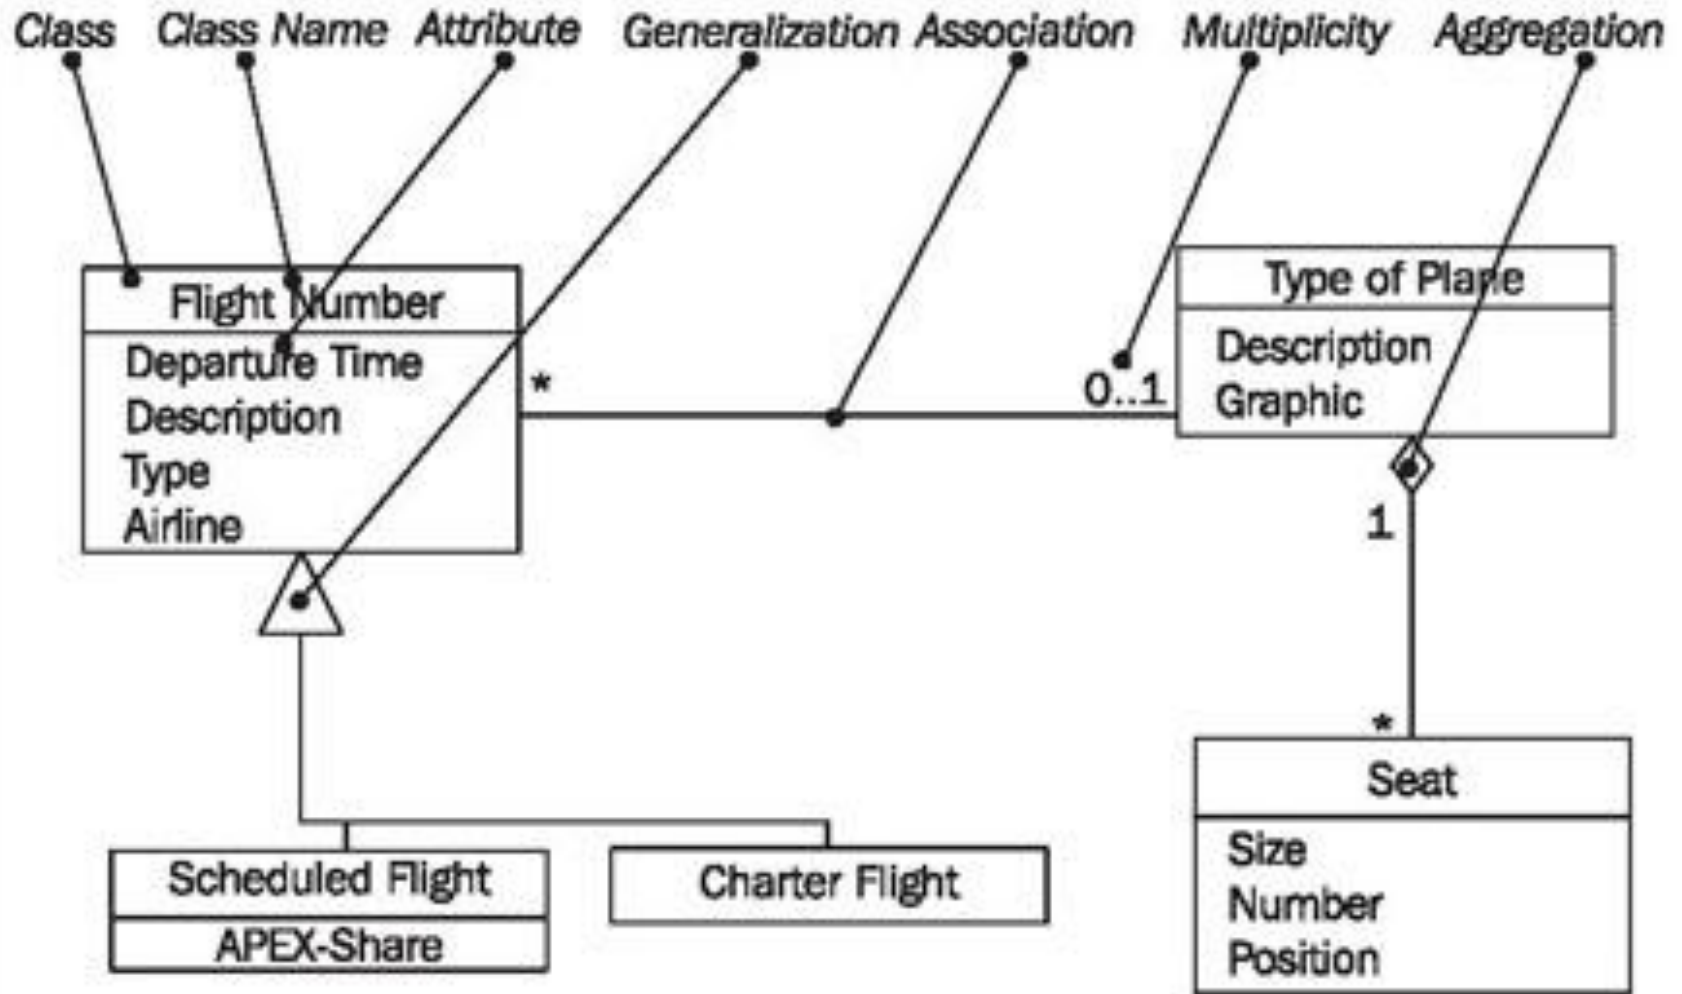 Class Class Name Attribute Generalization Association Multiplicity Aggregation
Flight Number
Departure Time
Description
Type
Airline
*
0..1
Type of Plane
Description
Graphic
1
*
Seat
Size
Number
Position
Scheduled Flight
APEX-Share
Charter Flight